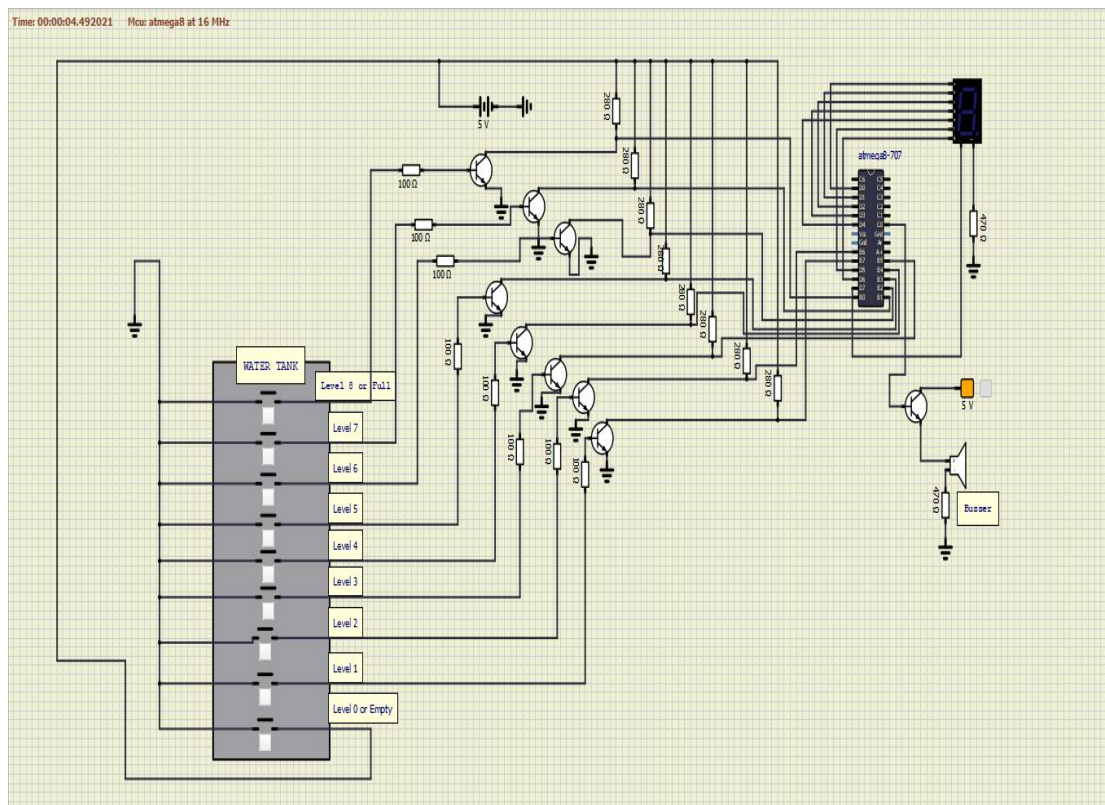 Time: 00:00:04.492021 Mcu: atmega8 at 16 MHz
5 V
280 Ω
280 Ω
280 Ω
280 Ω
280 Ω
280 Ω
280 Ω
280 Ω
100 Ω
100 Ω
100 Ω
100 Ω
100 Ω
100 Ω
100 Ω
100 Ω
atmega8-707
470 Ω
WATER TANK
Level 8 or Full
Level 7
Level 6
Level 5
Level 4
Level 3
Level 2
Level 1
Level 0 or Empty
5 V
470 Ω
Buzzer